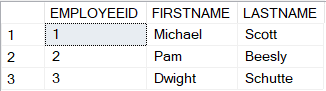 EMPLOYEEID FIRSTNAME LASTNAME
1 1 Michael Scott
2 2 Pam Beesly
3 3 Dwight Schutte